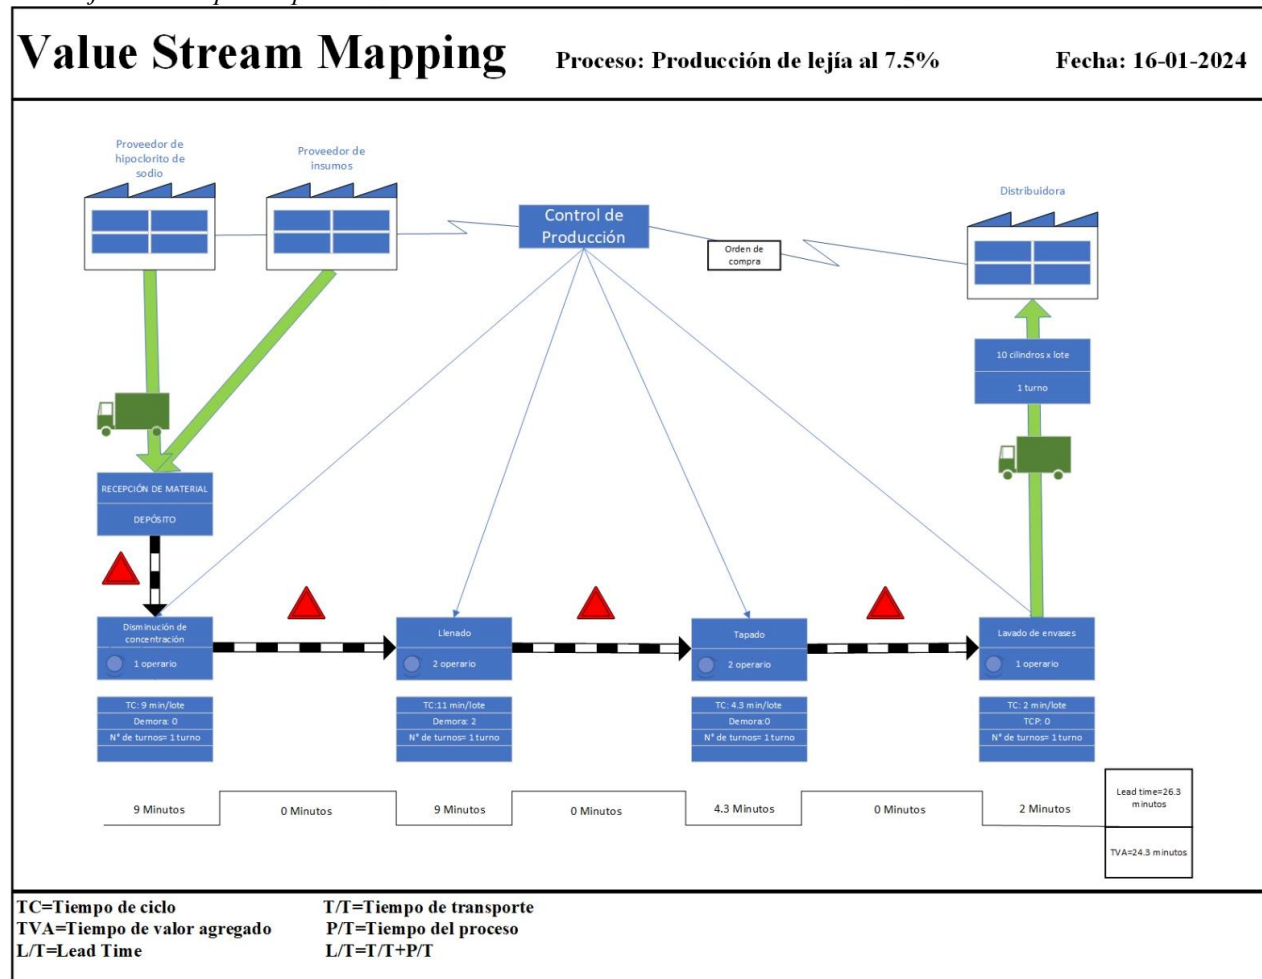 Value Stream Mapping
Proceso: Producción de lejía al 7.5%
Fecha: 16-01-2024
Proveedor de
hipoclorito de
sodio
Proveedor de
insumos
Control de
Producción
Orden de
compra
Distribuidora
10 cilindros x lote
1 turno
RECEPCIÓN DE MATERIAL
DEPÓSITO
Disminución de
concentración
1 operario
TC: 9 min/lote
Demora: 0
N° de turnos= 1 turno
Llenado
2 operario
TC:11 min/lote
Demora: 2
N° de turnos= 1 turno
Tapado
2 operario
TC: 4.3 min/lote
Demora:0
N° de turnos= 1 turno
Lavado de envases
1 operario
TC: 2 min/lote
TCP: 0
N° de turnos= 1 turno
9 Minutos
0 Minutos
9 Minutos
0 Minutos
4.3 Minutos
0 Minutos
2 Minutos
Lead time=26.3
minutos
TVA=24.3 minutos
TC=Tiempo de ciclo
TVA=Tiempo de valor agregado
L/T=Lead Time
T/T=Tiempo de transporte
P/T=Tiempo del proceso
L/T=T/T+P/T